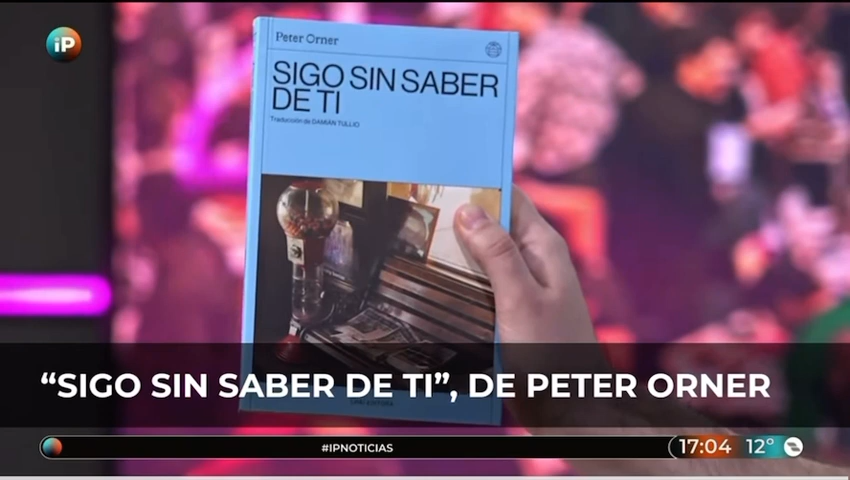 iP
Peter Orner
SIGO SIN SABER
DE TI
Traducción de DAMIÁN TULLIO
“SIGO SIN SABER DE TI”, DE PETER ORNER
#IPNOTICIAS
17:04 12°